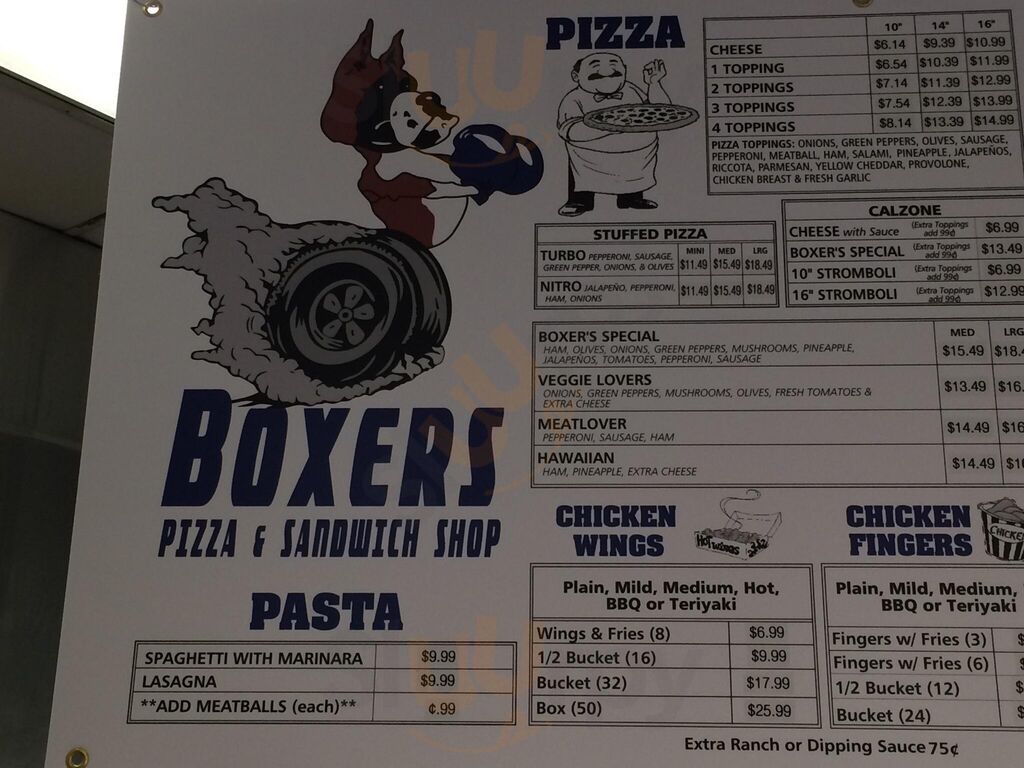 PIZZA
10" 14" 16"
CHEESE $6.14 $9.39 $10.99
1 TOPPING $6.54 $10.39 $11.99
2 TOPPINGS $7.14 $11.39 $12.99
3 TOPPINGS $7.54 $12.39 $13.99
4 TOPPINGS $8.14 $13.39 $14.99
PIZZA TOPPINGS: ONIONS, GREEN PEPPERS, OLIVES, SAUSAGE,
PEPPERONI, MEATBALL, HAM, SALAMI, PINEAPPLE, JALAPEÑOS,
RICCOTA, PARMESAN, YELLOW CHEDDAR, PROVOLONE,
CHICKEN BREAST & FRESH GARLIC
STUFFED PIZZA
MINI MED LRG
TURBO PEPPERONI, SAUSAGE,
GREEN PEPPER, ONIONS, & OLIVES $11.49 $15.49 $18.49
NITRO JALAPEÑO, PEPPERONI,
HAM, ONIONS $11.49 $15.49 $18.49
CALZONE
CHEESE with Sauce (Extra Toppings add 99¢) $6.99
BOXER'S SPECIAL (Extra Toppings add 99¢) $13.49
10" STROMBOLI (Extra Toppings add 99¢) $6.99
16" STROMBOLI (Extra Toppings add 99¢) $12.99
MED LRG
BOXER'S SPECIAL $15.49 $18.
HAM, OLIVES, ONIONS, GREEN PEPPERS, MUSHROOMS, PINEAPPLE,
JALAPEÑOS, TOMATOES, PEPPERONI, SAUSAGE
VEGGIE LOVERS $13.49 $16.
ONIONS, GREEN PEPPERS, MUSHROOMS, OLIVES, FRESH TOMATOES &
EXTRA CHEESE
MEATLOVER $14.49 $16
PEPPERONI, SAUSAGE, HAM
HAWAIIAN $14.49
HAM, PINEAPPLE, EXTRA CHEESE
BOXERS
PIZZA & SANDWICH SHOP
PASTA
SPAGHETTI WITH MARINARA $9.99
LASAGNA $9.99
**ADD MEATBALLS (each)** ¢.99
CHICKEN
WINGS
HOT WINGS
Plain, Mild, Medium, Hot,
BBQ or Teriyaki
Wings & Fries (8) $6.99
1/2 Bucket (16) $9.99
Bucket (32) $17.99
Box (50) $25.99
CHICKEN
FINGERS
CHICKE
Plain, Mild, Medium,
BBQ or Teriyaki
Fingers w/ Fries (3) $
Fingers w/ Fries (6) $
1/2 Bucket (12) $
Bucket (24) $
Extra Ranch or Dipping Sauce 75¢